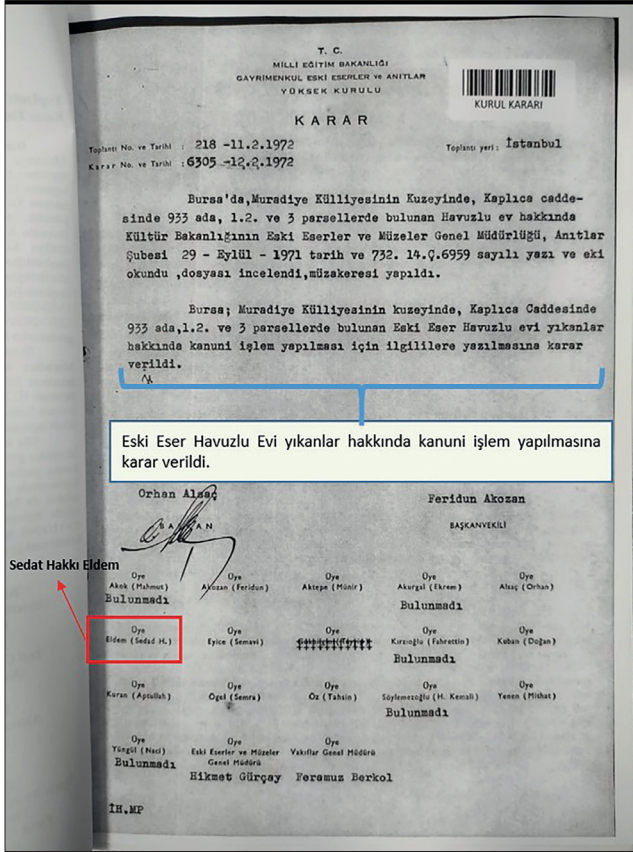 T. C.
MİLLİ EĞİTİM BAKANLIĞI
GAYRİMENKUL ESKİ ESERLER ve ANITLAR
YÜKSEK KURULU
KURUL KARARI
KARAR
Toplantı No. ve Tarihi : 218 -11.2.1972
Toplantı yeri : İstanbul
Karar No. ve Tarihi : 6305 -12.2.1972
Bursa'da,Muradiye Külliyesinin Kuzeyinde, Kaplıca cadde-
sinde 933 ada, 1.2. ve 3 parsellerde bulunan Havuzlu ev hakkında
Kültür Bakanlığının Eski Eserler ve Müzeler Genel Müdürlüğü, Anıtlar
Şubesi 29 - Eylül - 1971 tarih ve 732. 14.Ç.6959 sayılı yazı ve eki
okundu ,dosyası incelendi,müzakeresi yapıldı.
Bursa; Muradiye Külliyesinin kuzeyinde, Kaplıca Caddesinde
933 ada,1.2. ve 3 parsellerde bulunan Eski Eser Havuzlu evi yıkanlar
hakkında kanuni işlem yapılması için ilgililere yazılmasına karar
verildi.
Eski Eser Havuzlu Evi yıkanlar hakkında kanuni işlem yapılmasına
karar verildi.
Orhan Alsaç
Feridun Akozan
BAŞKAN
BAŞKANVEKİLİ
Sedat Hakkı Eldem
Üye Üye Üye Üye Üye
Akok (Mahmut) Akozan (Feridun) Aktepe (Münir) Akurgal (Ekrem) Alsaç (Orhan)
Bulunmadı Bulunmadı
Üye Üye Üye Üye Üye
Eldem (Sedad H.) Eyice (Semavi) Kırzıoğlu (Fahrettin) Kuban (Doğan)
Bulunmadı
Üye Üye Üye Üye Üye
Kuran (Aptullah) Ögel (Semra) Öz (Tahsin) Söylemezoğlu (H. Kemali) Yenen (Mithat)
Bulunmadı
Üye Üye Üye
Yüngül (Naci) Eski Eserler ve Müzeler Vakıflar Genel Müdürü
Bulunmadı Genel Müdürü
Hikmet Gürçay Feramuz Berkol
İH.MP